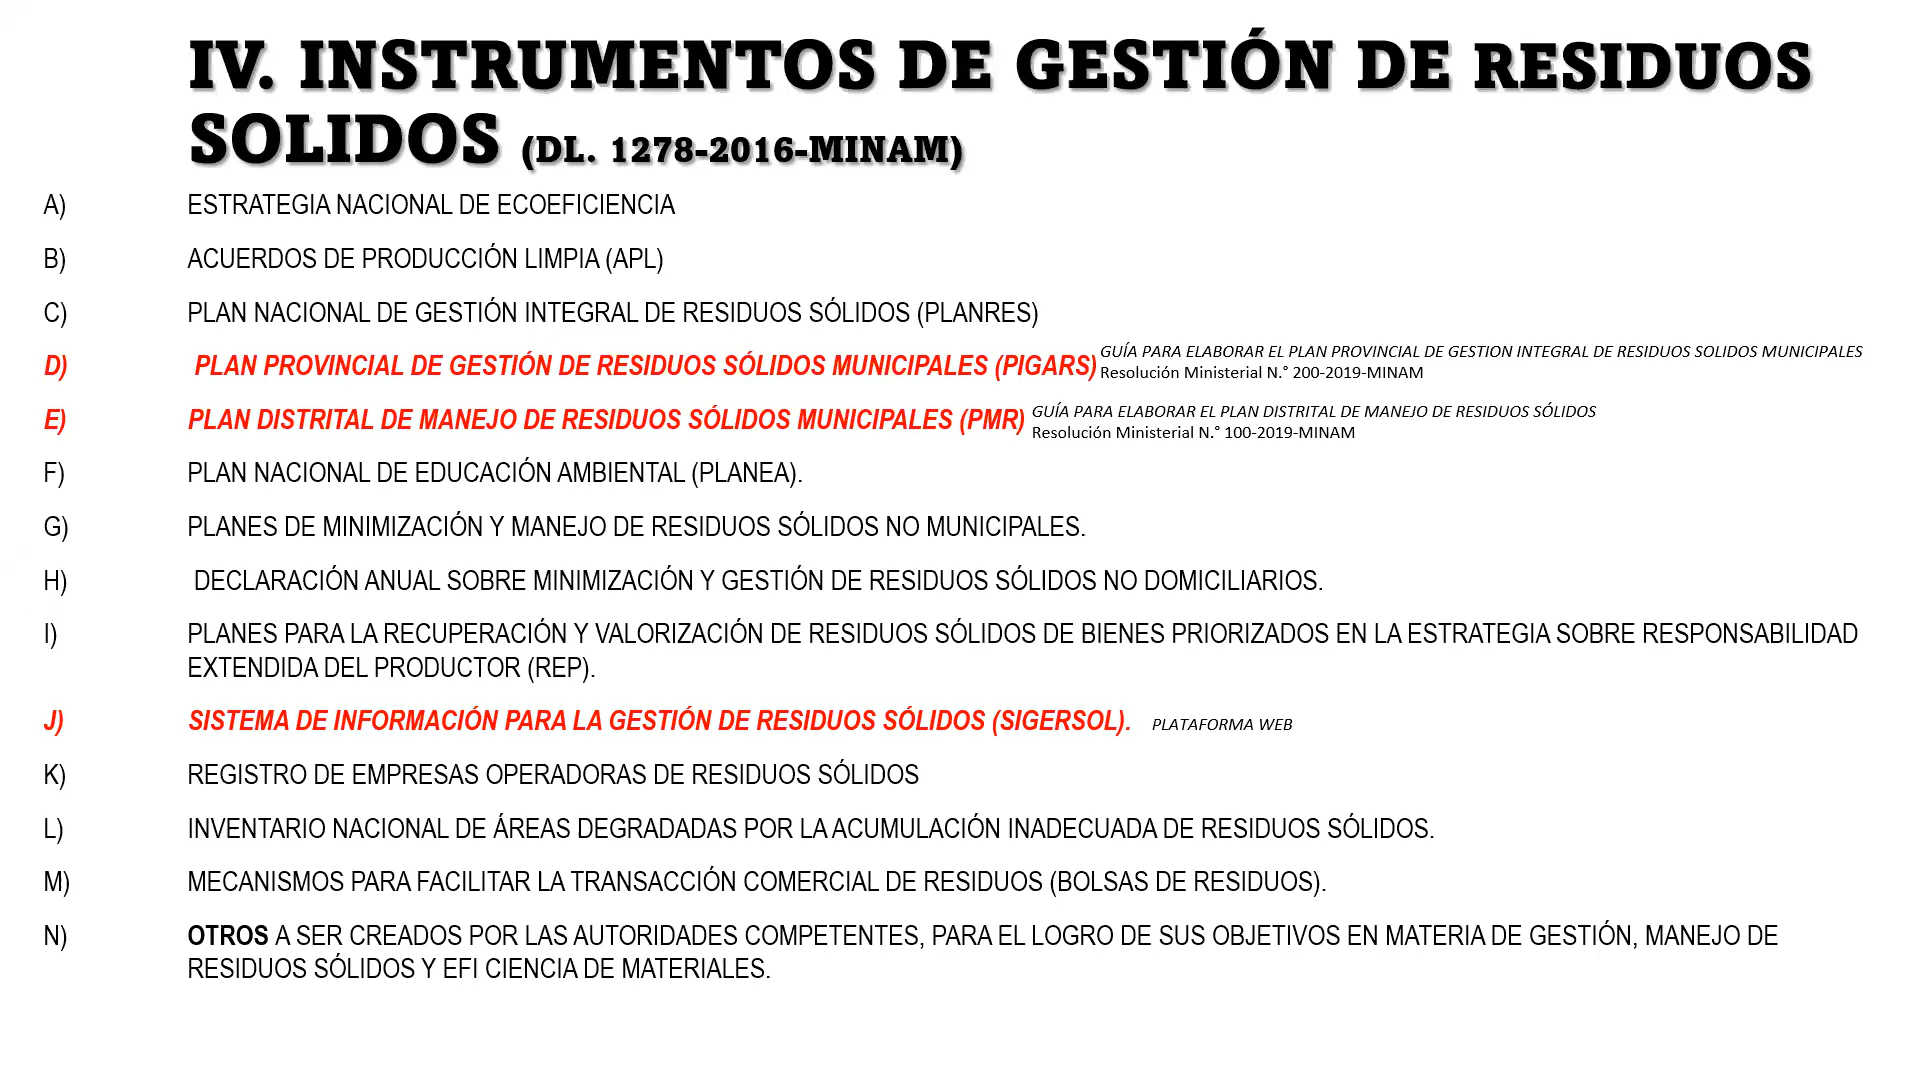 IV. INSTRUMENTOS DE GESTIÓN DE RESIDUOS
SOLIDOS (DL. 1278-2016-MINAM)
A) ESTRATEGIA NACIONAL DE ECOEFICIENCIA
B) ACUERDOS DE PRODUCCIÓN LIMPIA (APL)
C) PLAN NACIONAL DE GESTIÓN INTEGRAL DE RESIDUOS SÓLIDOS (PLANRES)
D) PLAN PROVINCIAL DE GESTIÓN DE RESIDUOS SÓLIDOS MUNICIPALES (PIGARS)
GUÍA PARA ELABORAR EL PLAN PROVINCIAL DE GESTION INTEGRAL DE RESIDUOS SOLIDOS MUNICIPALES
Resolución Ministerial N.° 200-2019-MINAM
E) PLAN DISTRITAL DE MANEJO DE RESIDUOS SÓLIDOS MUNICIPALES (PMR)
GUÍA PARA ELABORAR EL PLAN DISTRITAL DE MANEJO DE RESIDUOS SÓLIDOS
Resolución Ministerial N.° 100-2019-MINAM
F) PLAN NACIONAL DE EDUCACIÓN AMBIENTAL (PLANEA).
G) PLANES DE MINIMIZACIÓN Y MANEJO DE RESIDUOS SÓLIDOS NO MUNICIPALES.
H) DECLARACIÓN ANUAL SOBRE MINIMIZACIÓN Y GESTIÓN DE RESIDUOS SÓLIDOS NO DOMICILIARIOS.
I) PLANES PARA LA RECUPERACIÓN Y VALORIZACIÓN DE RESIDUOS SÓLIDOS DE BIENES PRIORIZADOS EN LA ESTRATEGIA SOBRE RESPONSABILIDAD
EXTENDIDA DEL PRODUCTOR (REP).
J) SISTEMA DE INFORMACIÓN PARA LA GESTIÓN DE RESIDUOS SÓLIDOS (SIGERSOL). PLATAFORMA WEB
K) REGISTRO DE EMPRESAS OPERADORAS DE RESIDUOS SÓLIDOS
L) INVENTARIO NACIONAL DE ÁREAS DEGRADADAS POR LA ACUMULACIÓN INADECUADA DE RESIDUOS SÓLIDOS.
M) MECANISMOS PARA FACILITAR LA TRANSACCIÓN COMERCIAL DE RESIDUOS (BOLSAS DE RESIDUOS).
N) OTROS A SER CREADOS POR LAS AUTORIDADES COMPETENTES, PARA EL LOGRO DE SUS OBJETIVOS EN MATERIA DE GESTIÓN, MANEJO DE
RESIDUOS SÓLIDOS Y EFI CIENCIA DE MATERIALES.